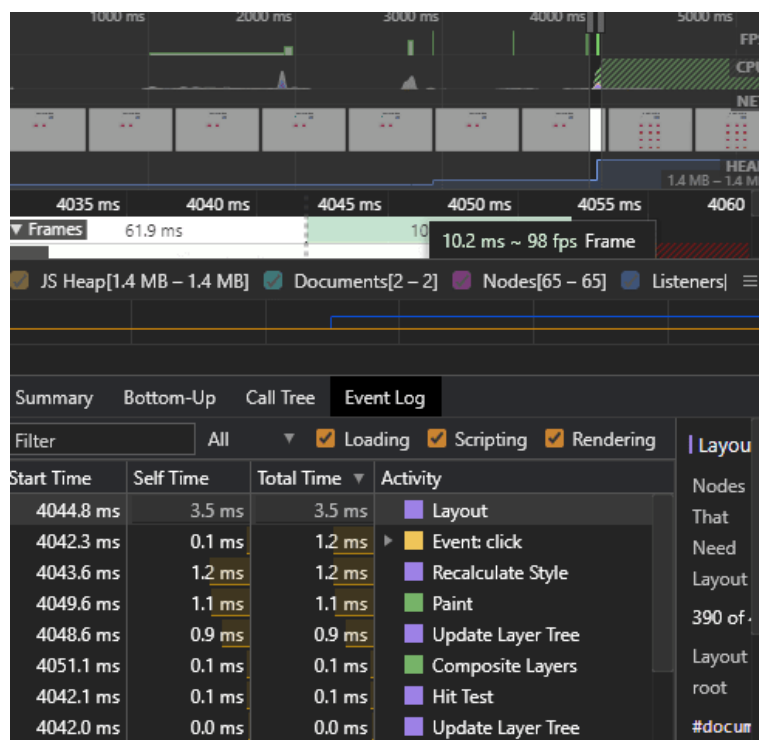 1000 ms 2000 ms 3000 ms 4000 ms 5000 ms
FPS
CPU
NE
HEA
1.4 MB – 1.4 M
4035 ms 4040 ms 4045 ms 4050 ms 4055 ms 4060
▼ Frames 61.9 ms 10
10.2 ms ~ 98 fps Frame
JS Heap[1.4 MB – 1.4 MB] Documents[2 – 2] Nodes[65 – 65] Listeners[
Summary Bottom-Up Call Tree Event Log
Filter All ▼ Loading Scripting Rendering
Start Time Self Time Total Time ▼ Activity
4044.8 ms 3.5 ms 3.5 ms Layout
4042.3 ms 0.1 ms 1.2 ms Event: click
4043.6 ms 1.2 ms 1.2 ms Recalculate Style
4049.6 ms 1.1 ms 1.1 ms Paint
4048.6 ms 0.9 ms 0.9 ms Update Layer Tree
4051.1 ms 0.1 ms 0.1 ms Composite Layers
4042.1 ms 0.1 ms 0.1 ms Hit Test
4042.0 ms 0.0 ms 0.0 ms Update Layer Tree
Layou
Nodes
That
Need
Layout
390 of
Layout
root
#docum